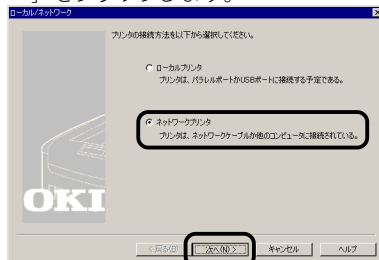 」をクリックします。
ローカル/ネットワーク
プリンタの接続方法を以下から選択してください。
ローカルプリンタ
プリンタは、パラレルポートかUSBポートに接続する予定である。
ネットワークプリンタ
プリンタは、ネットワークケーブルか他のコンピュータに接続されている。
OKI
< 戻る(B) 次へ(N) > キャンセル ヘルプ